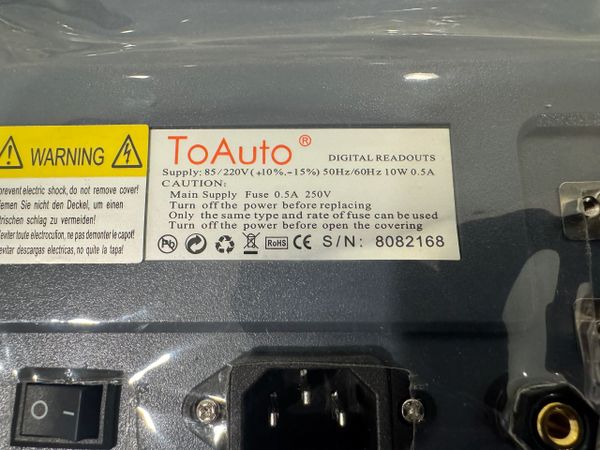 WARNING
prevent electric shock, do not remove cover!
femen Sie nicht den Deckel, um einen
trischen schlag zu vermeiden!
eviter toute electrocufion, ne pas demonter le capot!
evitar descargas electricas, no quite la tapa!
ToAuto®
DIGITAL READOUTS
Supply: 85/220V(+10%,-15%) 50Hz/60Hz 10W 0.5A
CAUTION:
Main Supply Fuse 0.5A 250V
Turn off the power before replacing
Only the same type and rate of fuse can be used
Turn off the power before open the covering
Pb RoHS CE S/N: 8082168